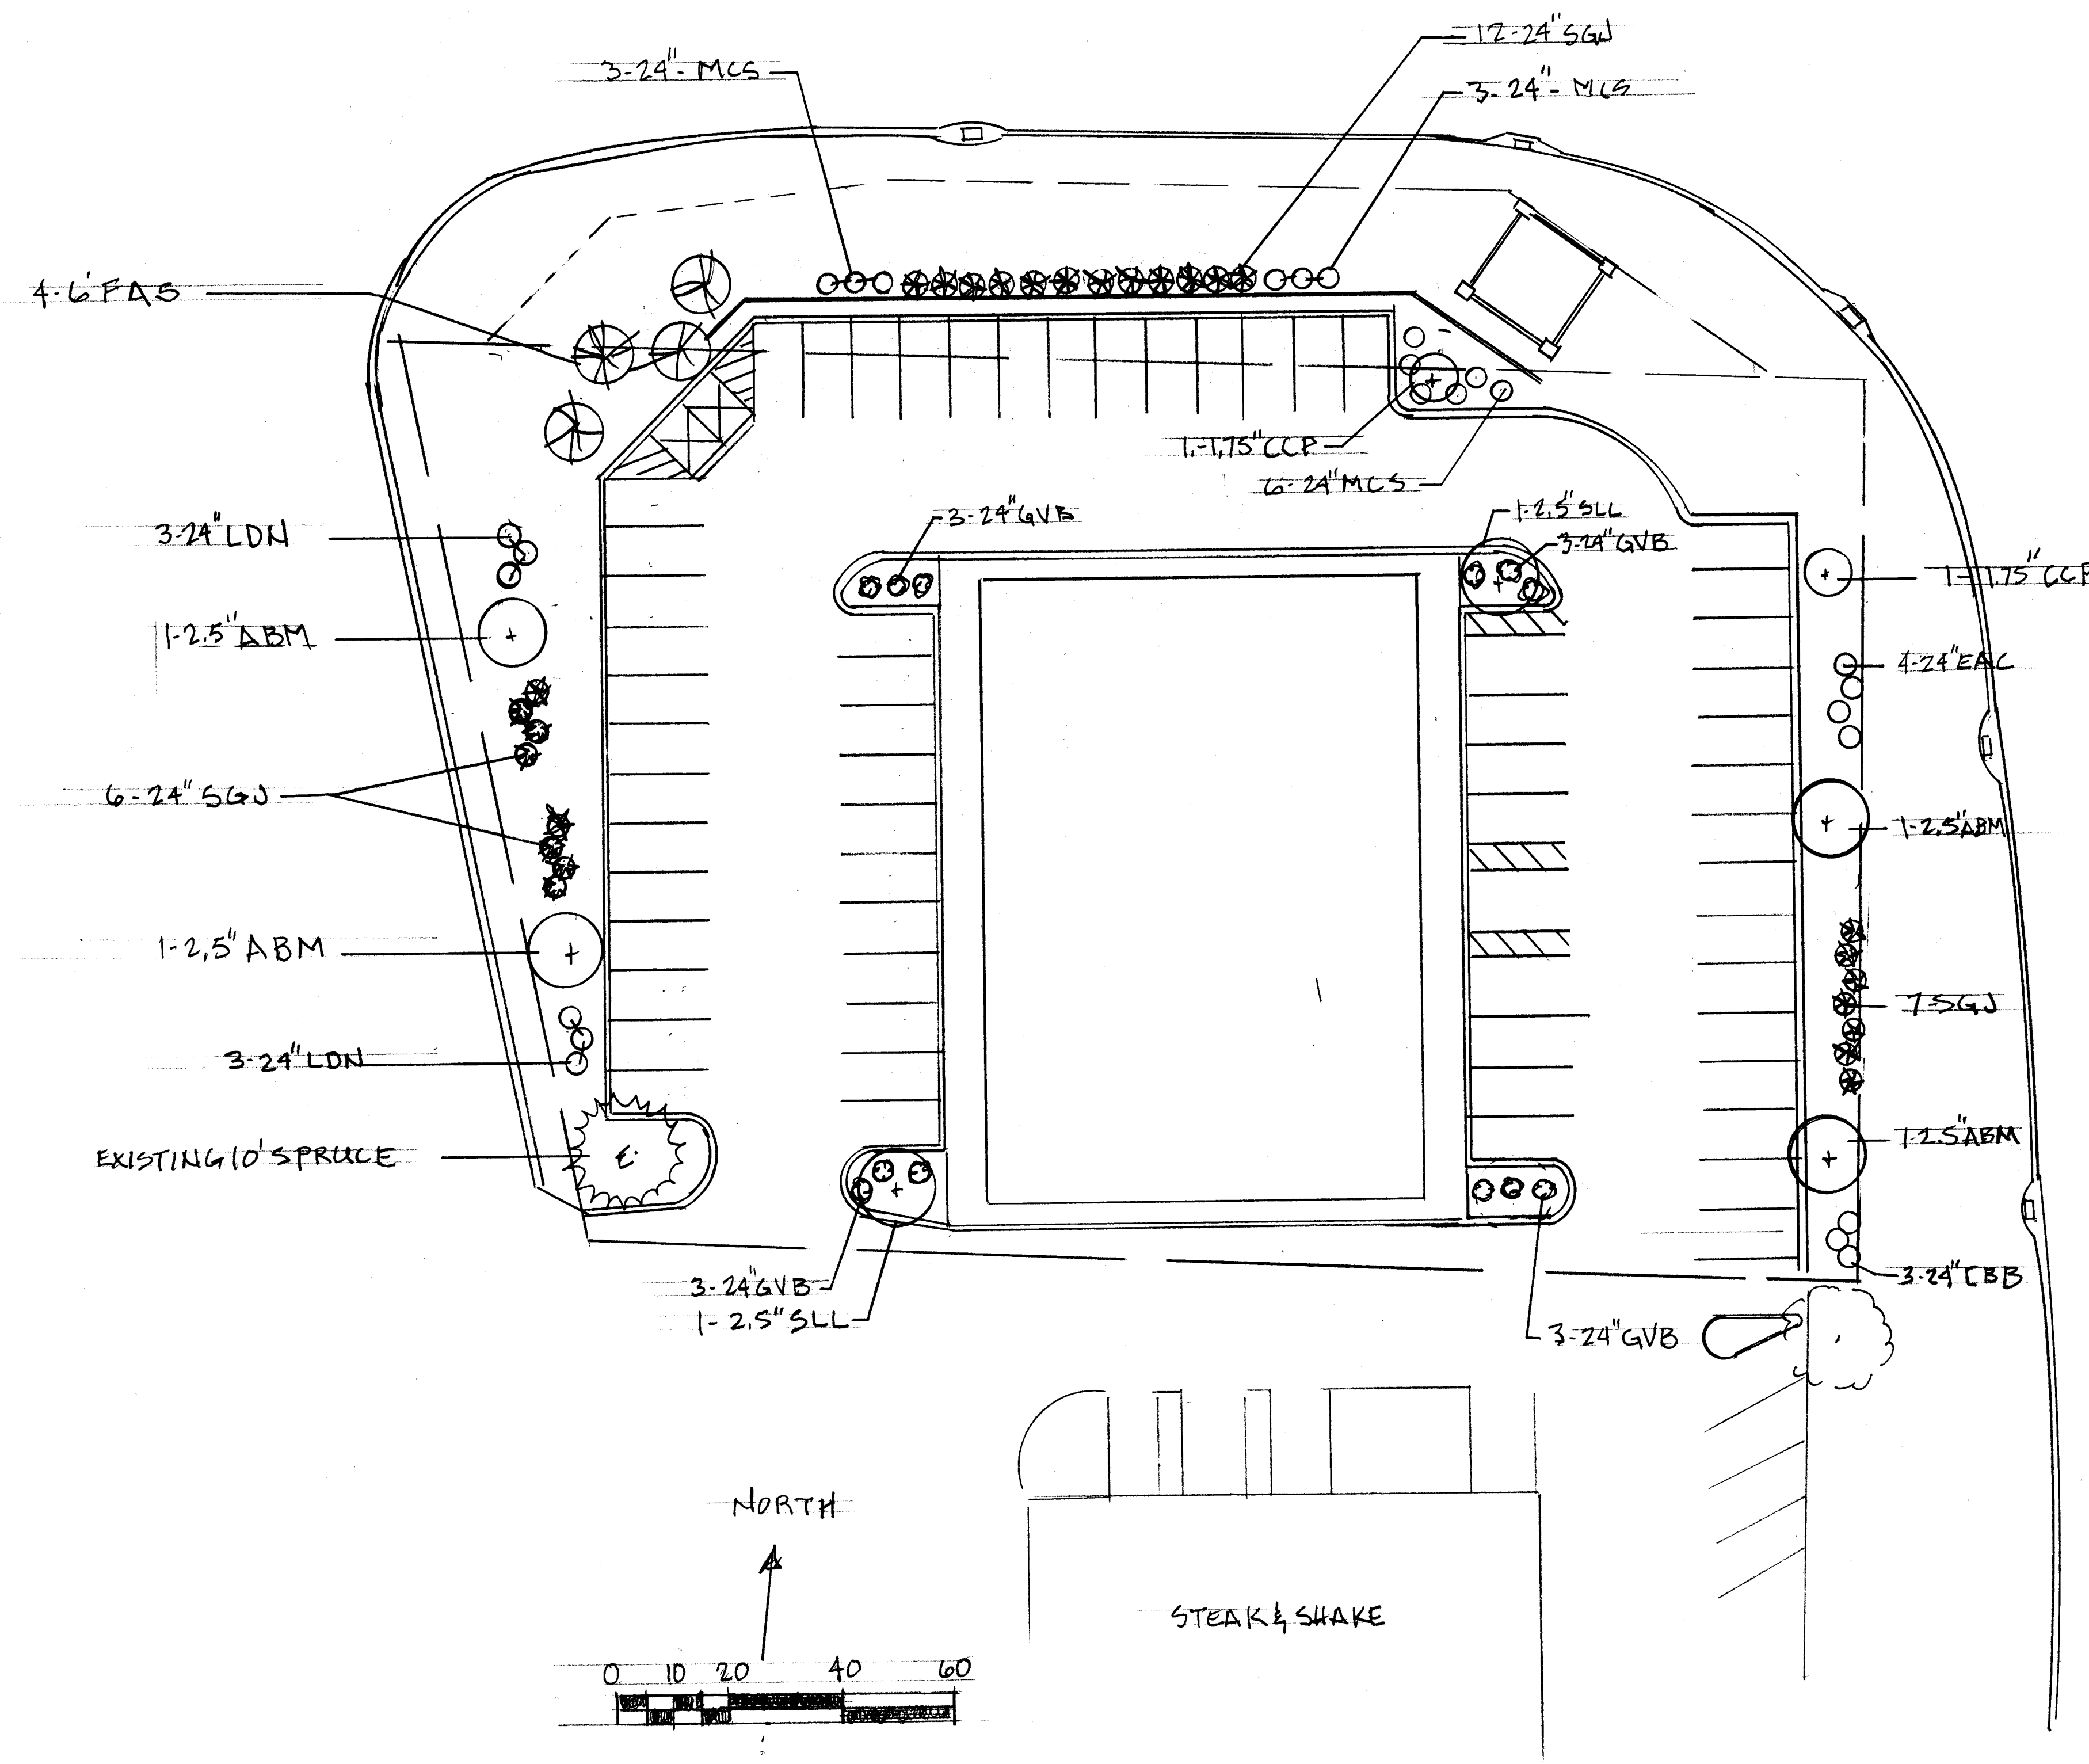 12-24" SGJ
3-24"- MCS
3-24"- MCS
4-6' FAS
1-1.75" CCP
6-24" MCS
3-24" GVB
1-2.5" SLL
3-24" GVB
3-24" LDN
1-1.75" CCP
1-2.5" ABM
4-24" EAC
6-24" SGJ
1-2.5" ABM
1-2.5" ABM
7-SGJ
3-24" LDN
1-2.5" ABM
EXISTING 10' SPRUCE
E.
3-24" GVB
1-2.5" SLL
3-24" CBB
3-24" GVB
NORTH
STEAK & SHAKE
0 10 20 40 60